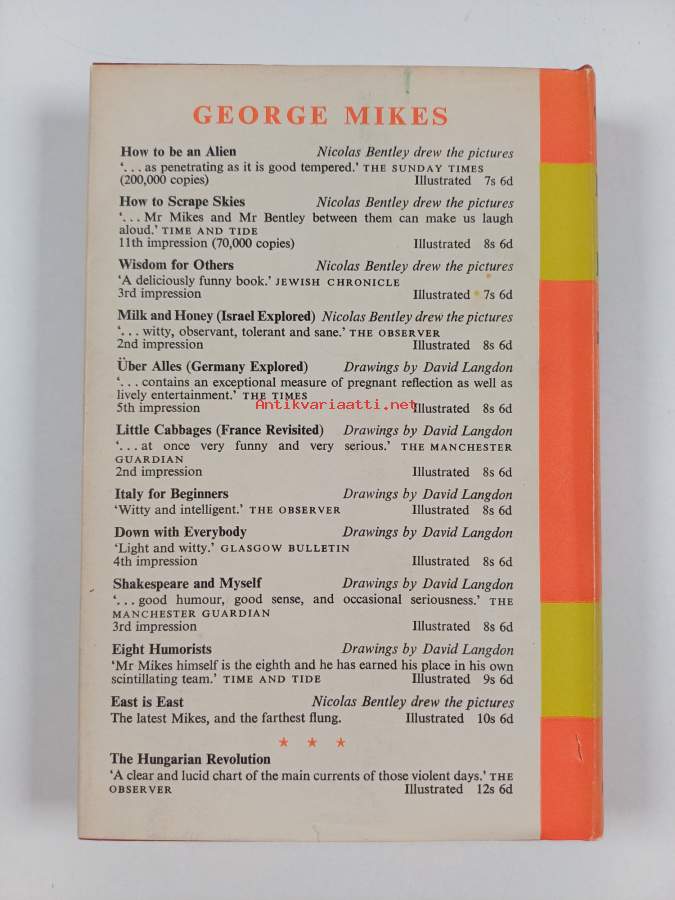 GEORGE MIKES
How to be an Alien Nicolas Bentley drew the pictures
‘. . . as penetrating as it is good tempered.’ THE SUNDAY TIMES
(200,000 copies) Illustrated 7s 6d
How to Scrape Skies Nicolas Bentley drew the pictures
‘. . . Mr Mikes and Mr Bentley between them can make us laugh
aloud.’ TIME AND TIDE
11th impression (70,000 copies) Illustrated 8s 6d
Wisdom for Others Nicolas Bentley drew the pictures
‘A deliciously funny book.’ JEWISH CHRONICLE
3rd impression Illustrated 7s 6d
Milk and Honey (Israel Explored) Nicolas Bentley drew the pictures
‘. . . witty, observant, tolerant and sane.’ THE OBSERVER
2nd impression Illustrated 8s 6d
Über Alles (Germany Explored) Drawings by David Langdon
‘. . . contains an exceptional measure of pregnant reflection as well as
lively entertainment.’ THE TIMES
Antikvariaatti.net
5th impression Illustrated 8s 6d
Little Cabbages (France Revisited) Drawings by David Langdon
‘. . . at once very funny and very serious.’ THE MANCHESTER
GUARDIAN
2nd impression Illustrated 8s 6d
Italy for Beginners Drawings by David Langdon
‘Witty and intelligent.’ THE OBSERVER Illustrated 8s 6d
Down with Everybody Drawings by David Langdon
‘Light and witty.’ GLASGOW BULLETIN
4th impression Illustrated 8s 6d
Shakespeare and Myself Drawings by David Langdon
‘. . . good humour, good sense, and occasional seriousness.’ THE
MANCHESTER GUARDIAN
3rd impression Illustrated 8s 6d
Eight Humorists Drawings by David Langdon
‘Mr Mikes himself is the eighth and he has earned his place in his own
scintillating team.’ TIME AND TIDE Illustrated 9s 6d
East is East Nicolas Bentley drew the pictures
The latest Mikes, and the farthest flung. Illustrated 10s 6d
★ ★ ★
The Hungarian Revolution
‘A clear and lucid chart of the main currents of those violent days.’ THE
OBSERVER Illustrated 12s 6d